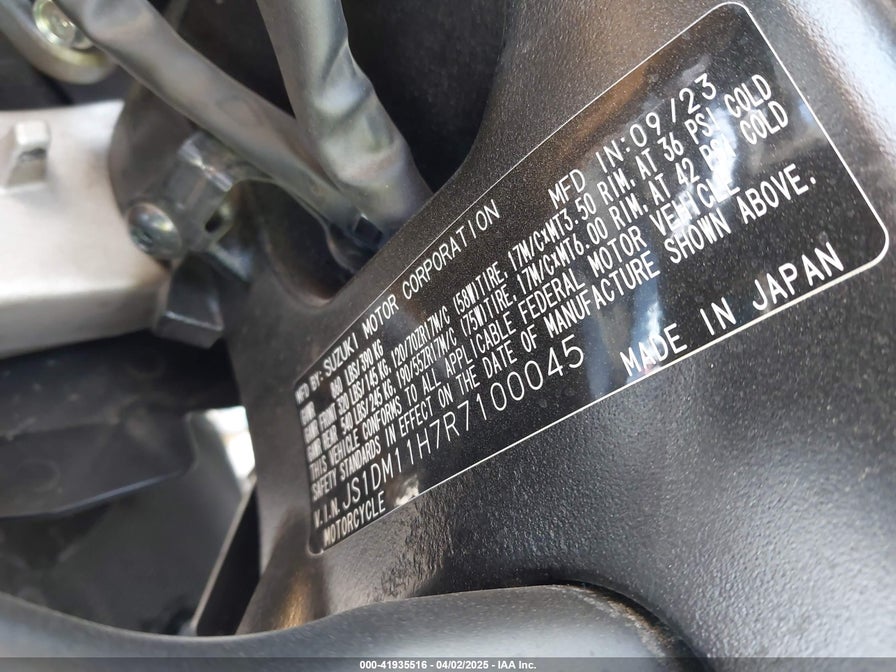 MFD BY: SUZUKI MOTOR CORPORATION MFD IN: 09/23
GVWR 860 LBS/390 KG
GAWR FRONT 320 LBS/145 KG, 120/70ZR17M/C (58W)TIRE, 17M/C×MT3.50 RIM, AT 36 PSI COLD
GAWR REAR 540 LBS/245 KG, 190/55ZR17M/C (75W)TIRE, 17M/C×MT6.00 RIM, AT 42 PSI COLD
THIS VEHICLE CONFORMS TO ALL APPLICABLE FEDERAL MOTOR VEHICLE
SAFETY STANDARDS IN EFFECT ON THE DATE OF MANUFACTURE SHOWN ABOVE.
V.I.N. JS1DM11H7R7100045 MADE IN JAPAN
MOTORCYCLE
000-41935516 - 04/02/2025 - IAA Inc.